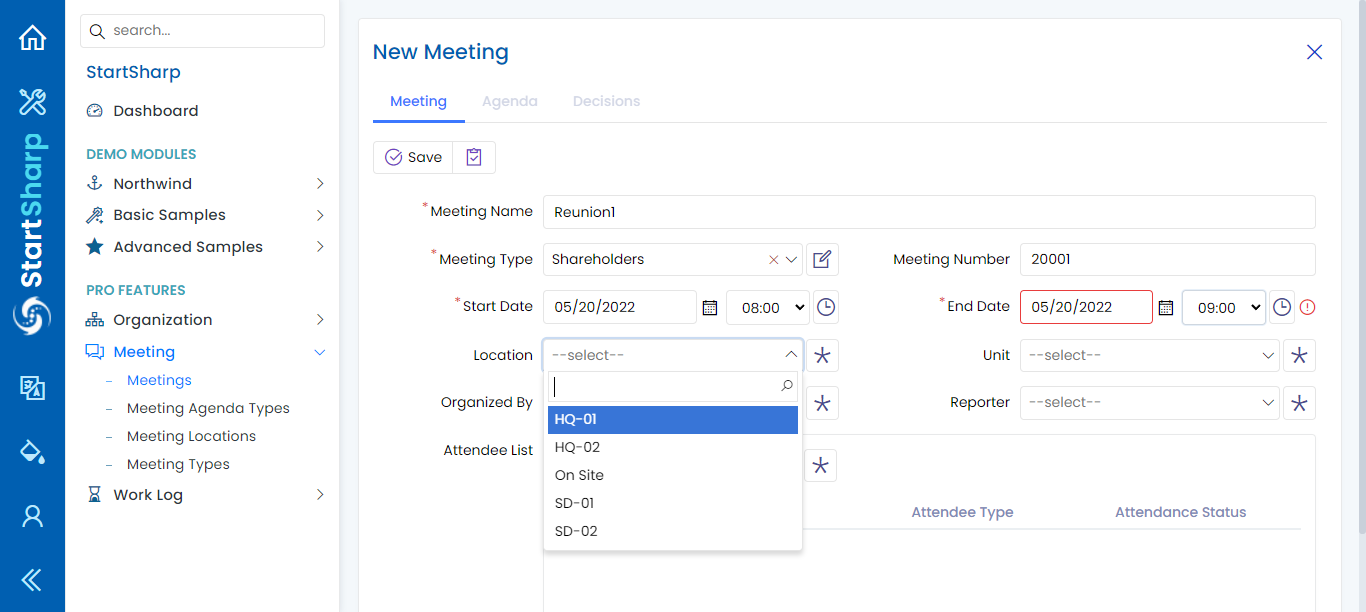 StartSharp
search...
StartSharp
Dashboard
DEMO MODULES
Northwind
Basic Samples
Advanced Samples
PRO FEATURES
Organization
Meeting
Meetings
Meeting Agenda Types
Meeting Locations
Meeting Types
Work Log
New Meeting
Meeting Agenda Decisions
Save
*Meeting Name Reunion1
*Meeting Type Shareholders Meeting Number 20001
*Start Date 05/20/2022 08:00 *End Date 05/20/2022 09:00
Location --select-- Unit --select--
Organized By Reporter --select--
HQ-01
HQ-02
Attendee List
On Site
SD-01
SD-02
Attendee Type Attendance Status